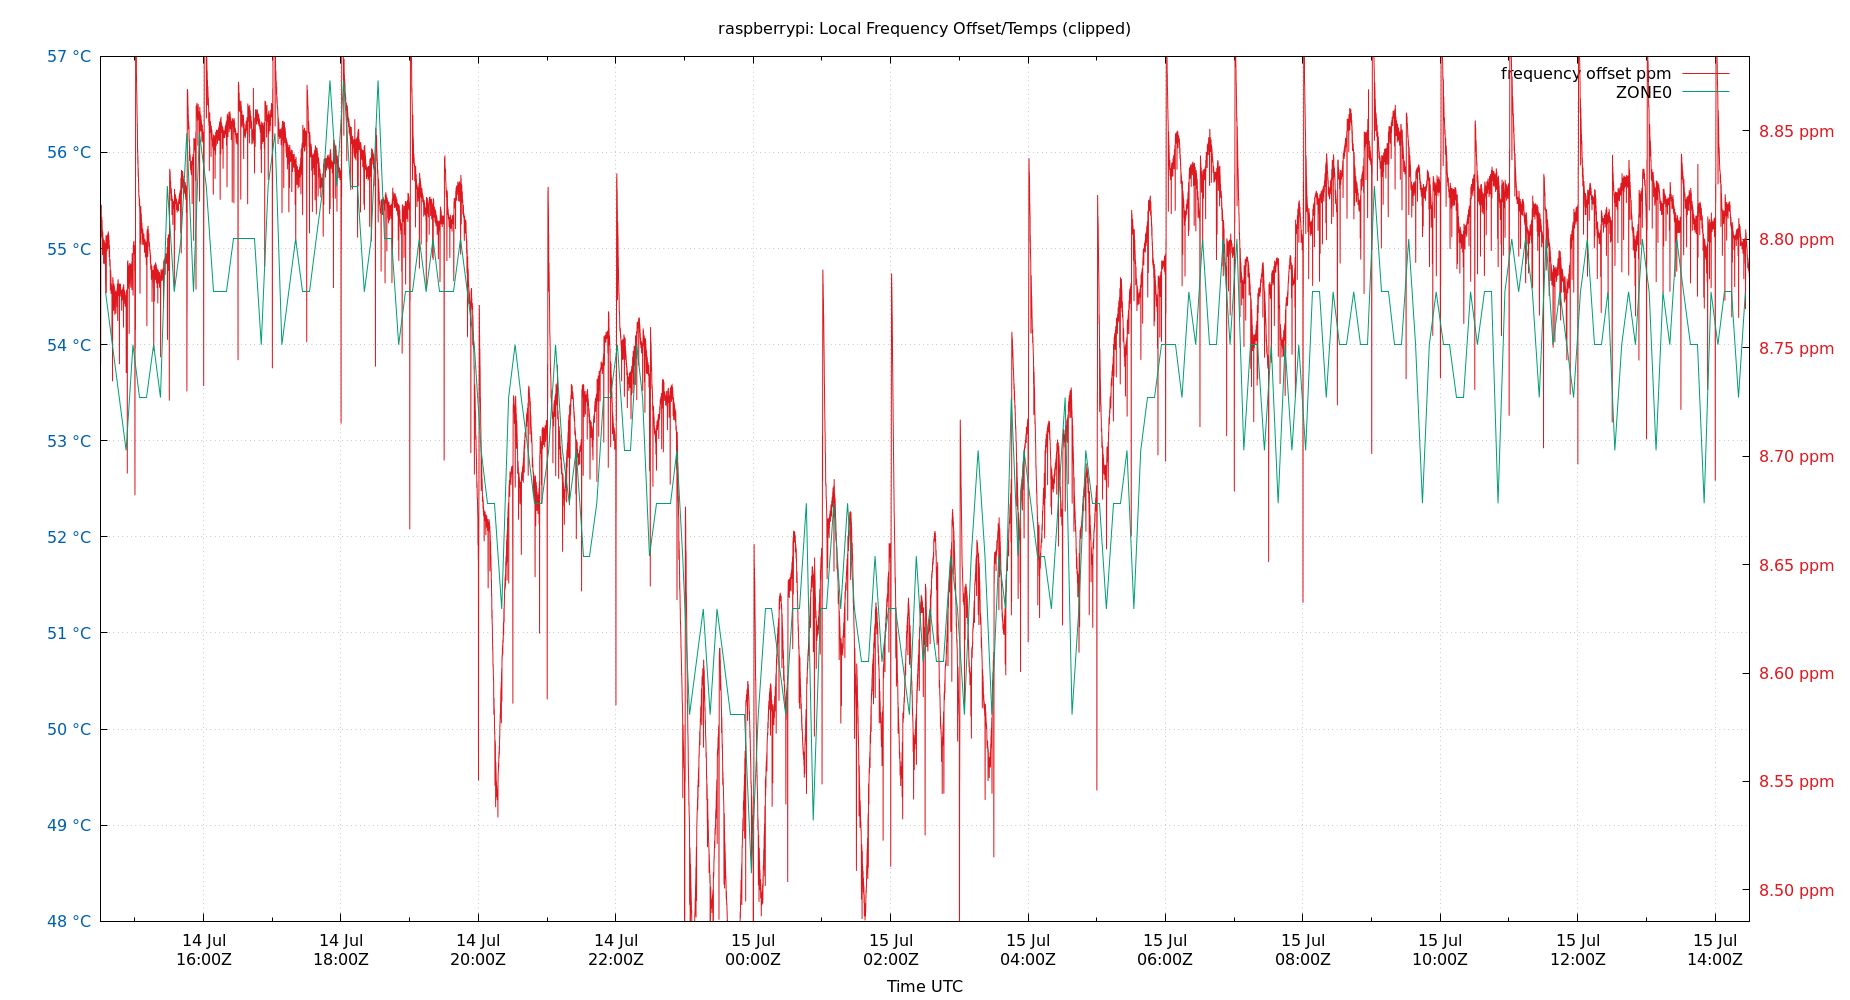 raspberrypi: Local Frequency Offset/Temps (clipped)
frequency offset ppm
ZONE0
57 °C
56 °C
55 °C
54 °C
53 °C
52 °C
51 °C
50 °C
49 °C
48 °C
8.85 ppm
8.80 ppm
8.75 ppm
8.70 ppm
8.65 ppm
8.60 ppm
8.55 ppm
8.50 ppm
14 Jul
16:00Z
14 Jul
18:00Z
14 Jul
20:00Z
14 Jul
22:00Z
15 Jul
00:00Z
15 Jul
02:00Z
15 Jul
04:00Z
15 Jul
06:00Z
15 Jul
08:00Z
15 Jul
10:00Z
15 Jul
12:00Z
15 Jul
14:00Z
Time UTC